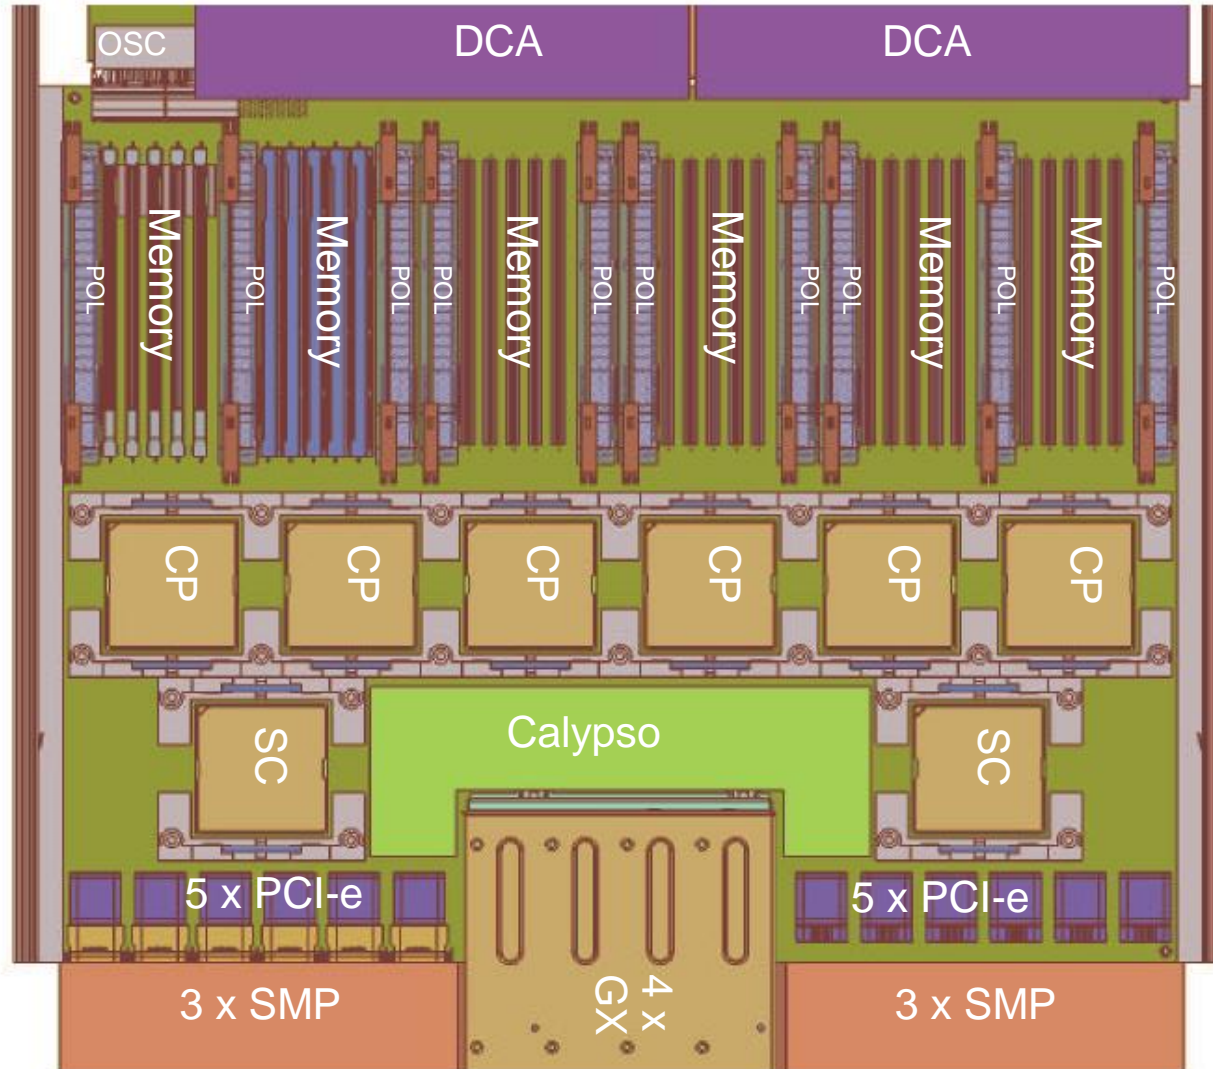 OSC
DCA
DCA
POL
Memory
POL
Memory
POL
POL
Memory
POL
POL
Memory
POL
POL
Memory
POL
Memory
POL
CP
CP
CP
CP
CP
CP
SC
Calypso
SC
5 x PCI-e
5 x PCI-e
3 x SMP
4 x
GX
3 x SMP